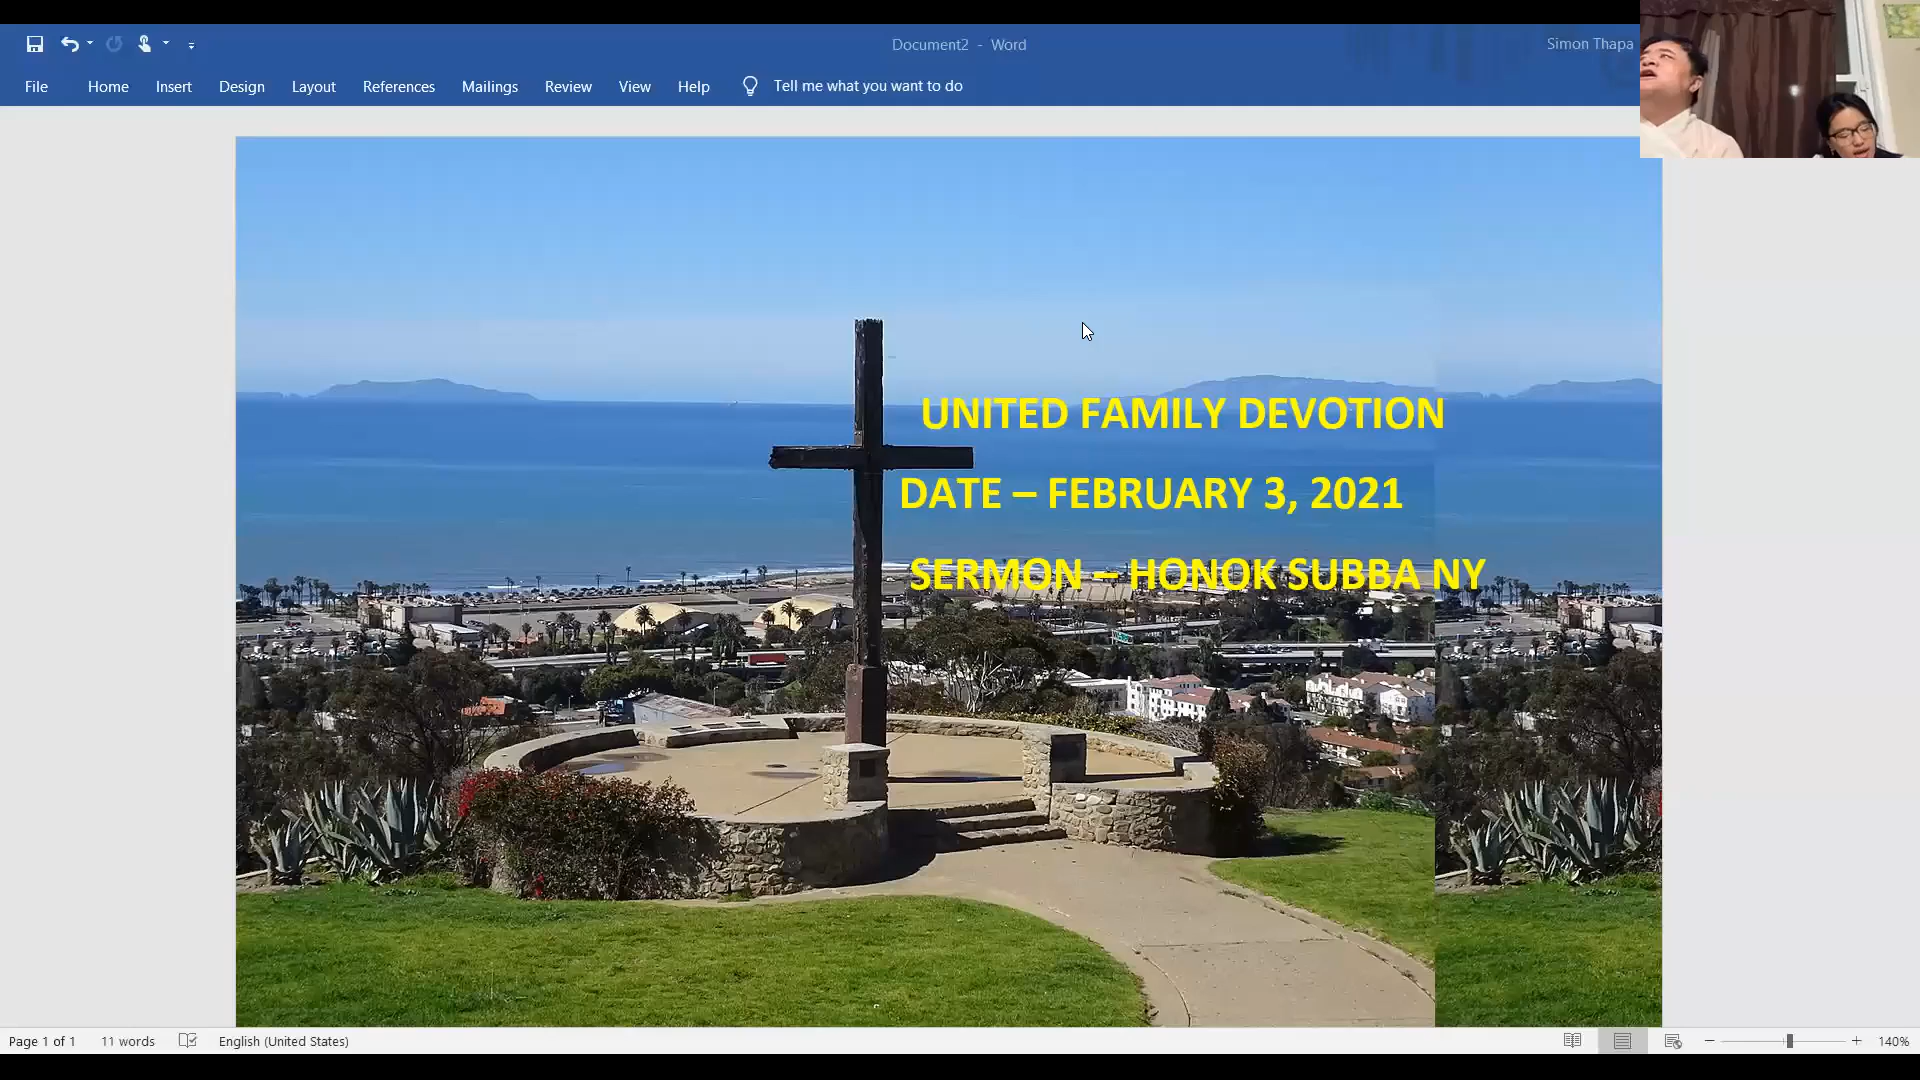 Document2 - Word
Simon Thapa
File Home Insert Design Layout References Mailings Review View Help Tell me what you want to do
UNITED FAMILY DEVOTION
DATE – FEBRUARY 3, 2021
SERMON – HONOK SUBBA NY
Page 1 of 1 11 words English (United States) 140%